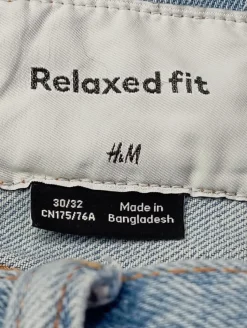 Relaxed fit
H&M
30/32
CN175/76A
Made in
Bangladesh